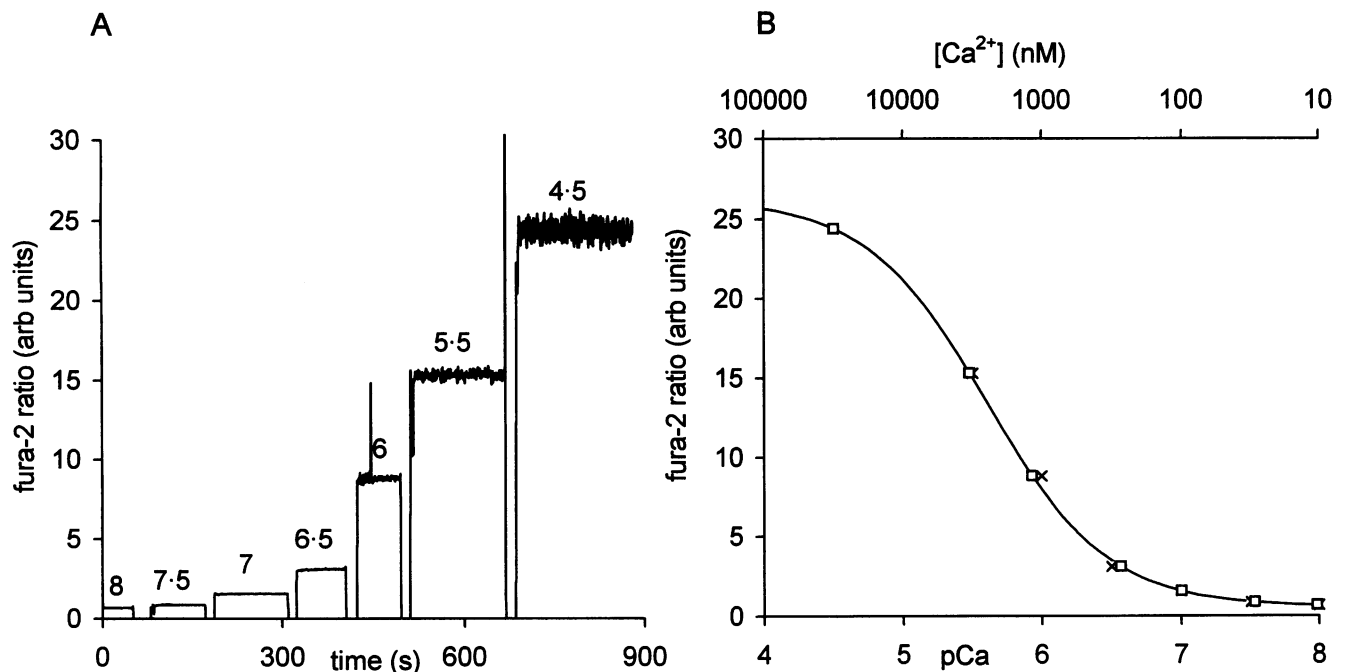 A
B
[Ca²⁺] (nM)
100000 10000 1000 100 10
30
25
20
15
10
5
0
fura-2 ratio (arb units)
8
7·5
7
6·5
6
5·5
4·5
0 300 time (s) 600 900
30
25
20
15
10
5
0
fura-2 ratio (arb units)
4 5 pCa 6 7 8